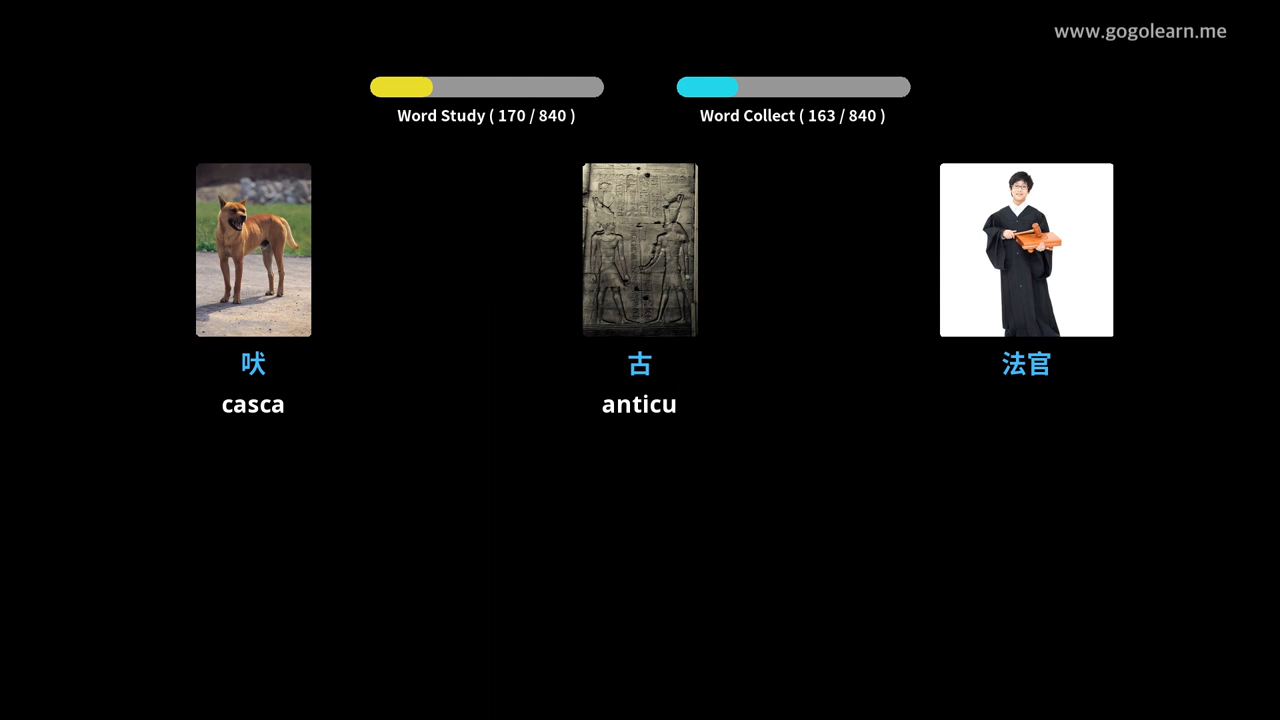 www.gogolearn.me
Word Study ( 170 / 840 )
Word Collect ( 163 / 840 )
吠
古
法官
casca
anticu